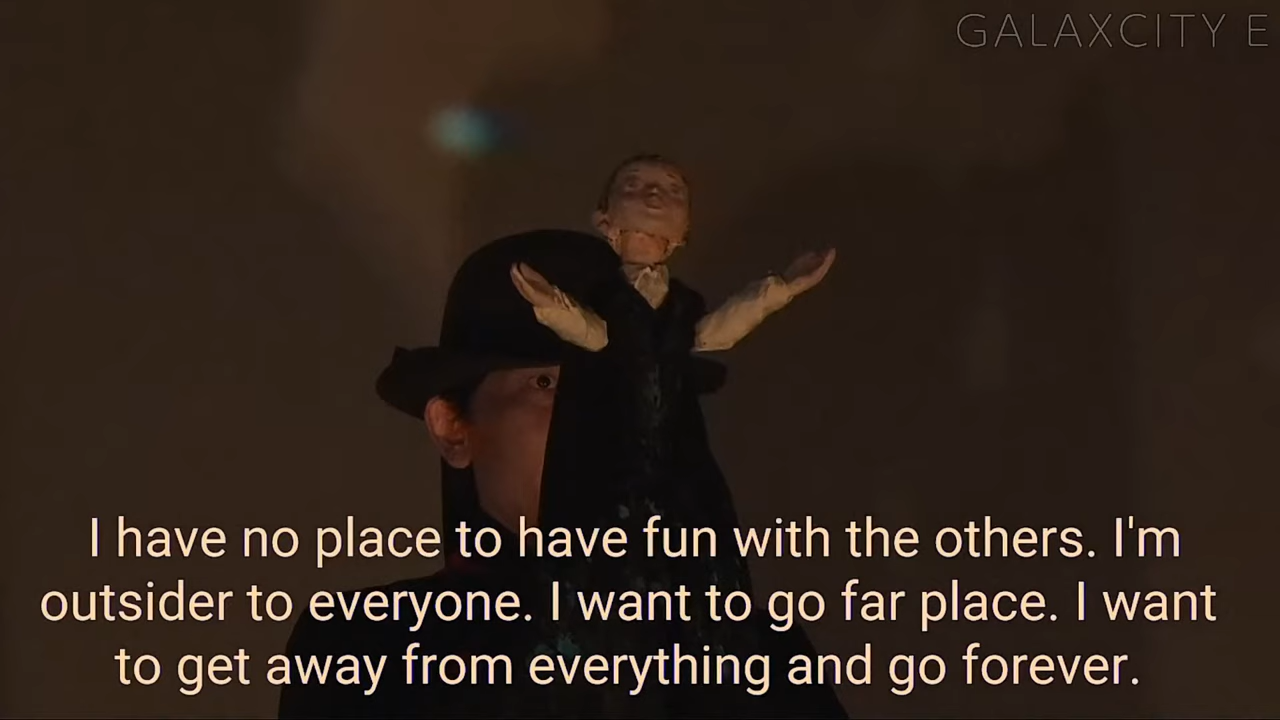 GALAXCITY E
I have no place to have fun with the others. I'm
outsider to everyone. I want to go far place. I want
to get away from everything and go forever.